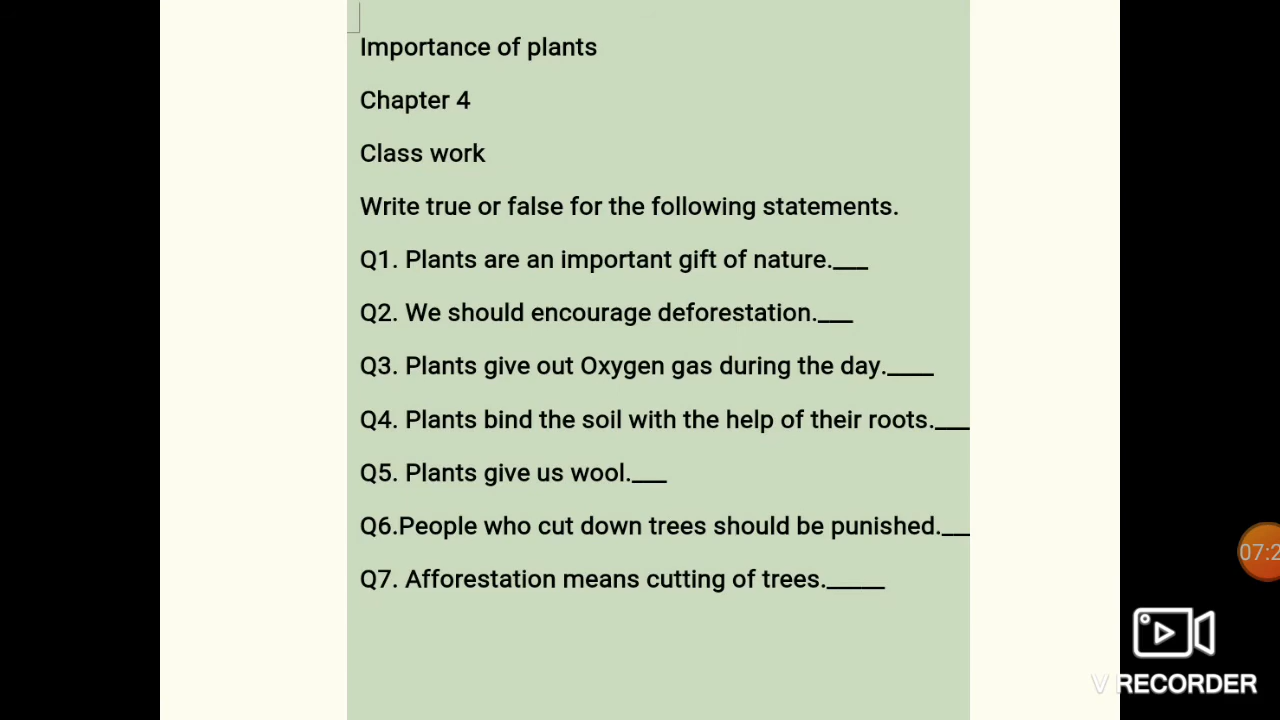 Importance of plants
Chapter 4
Class work
Write true or false for the following statements.
Q1. Plants are an important gift of nature.___
Q2. We should encourage deforestation.___
Q3. Plants give out Oxygen gas during the day.____
Q4. Plants bind the soil with the help of their roots.___
Q5. Plants give us wool.___
Q6.People who cut down trees should be punished.___
Q7. Afforestation means cutting of trees._____
07:2
V RECORDER